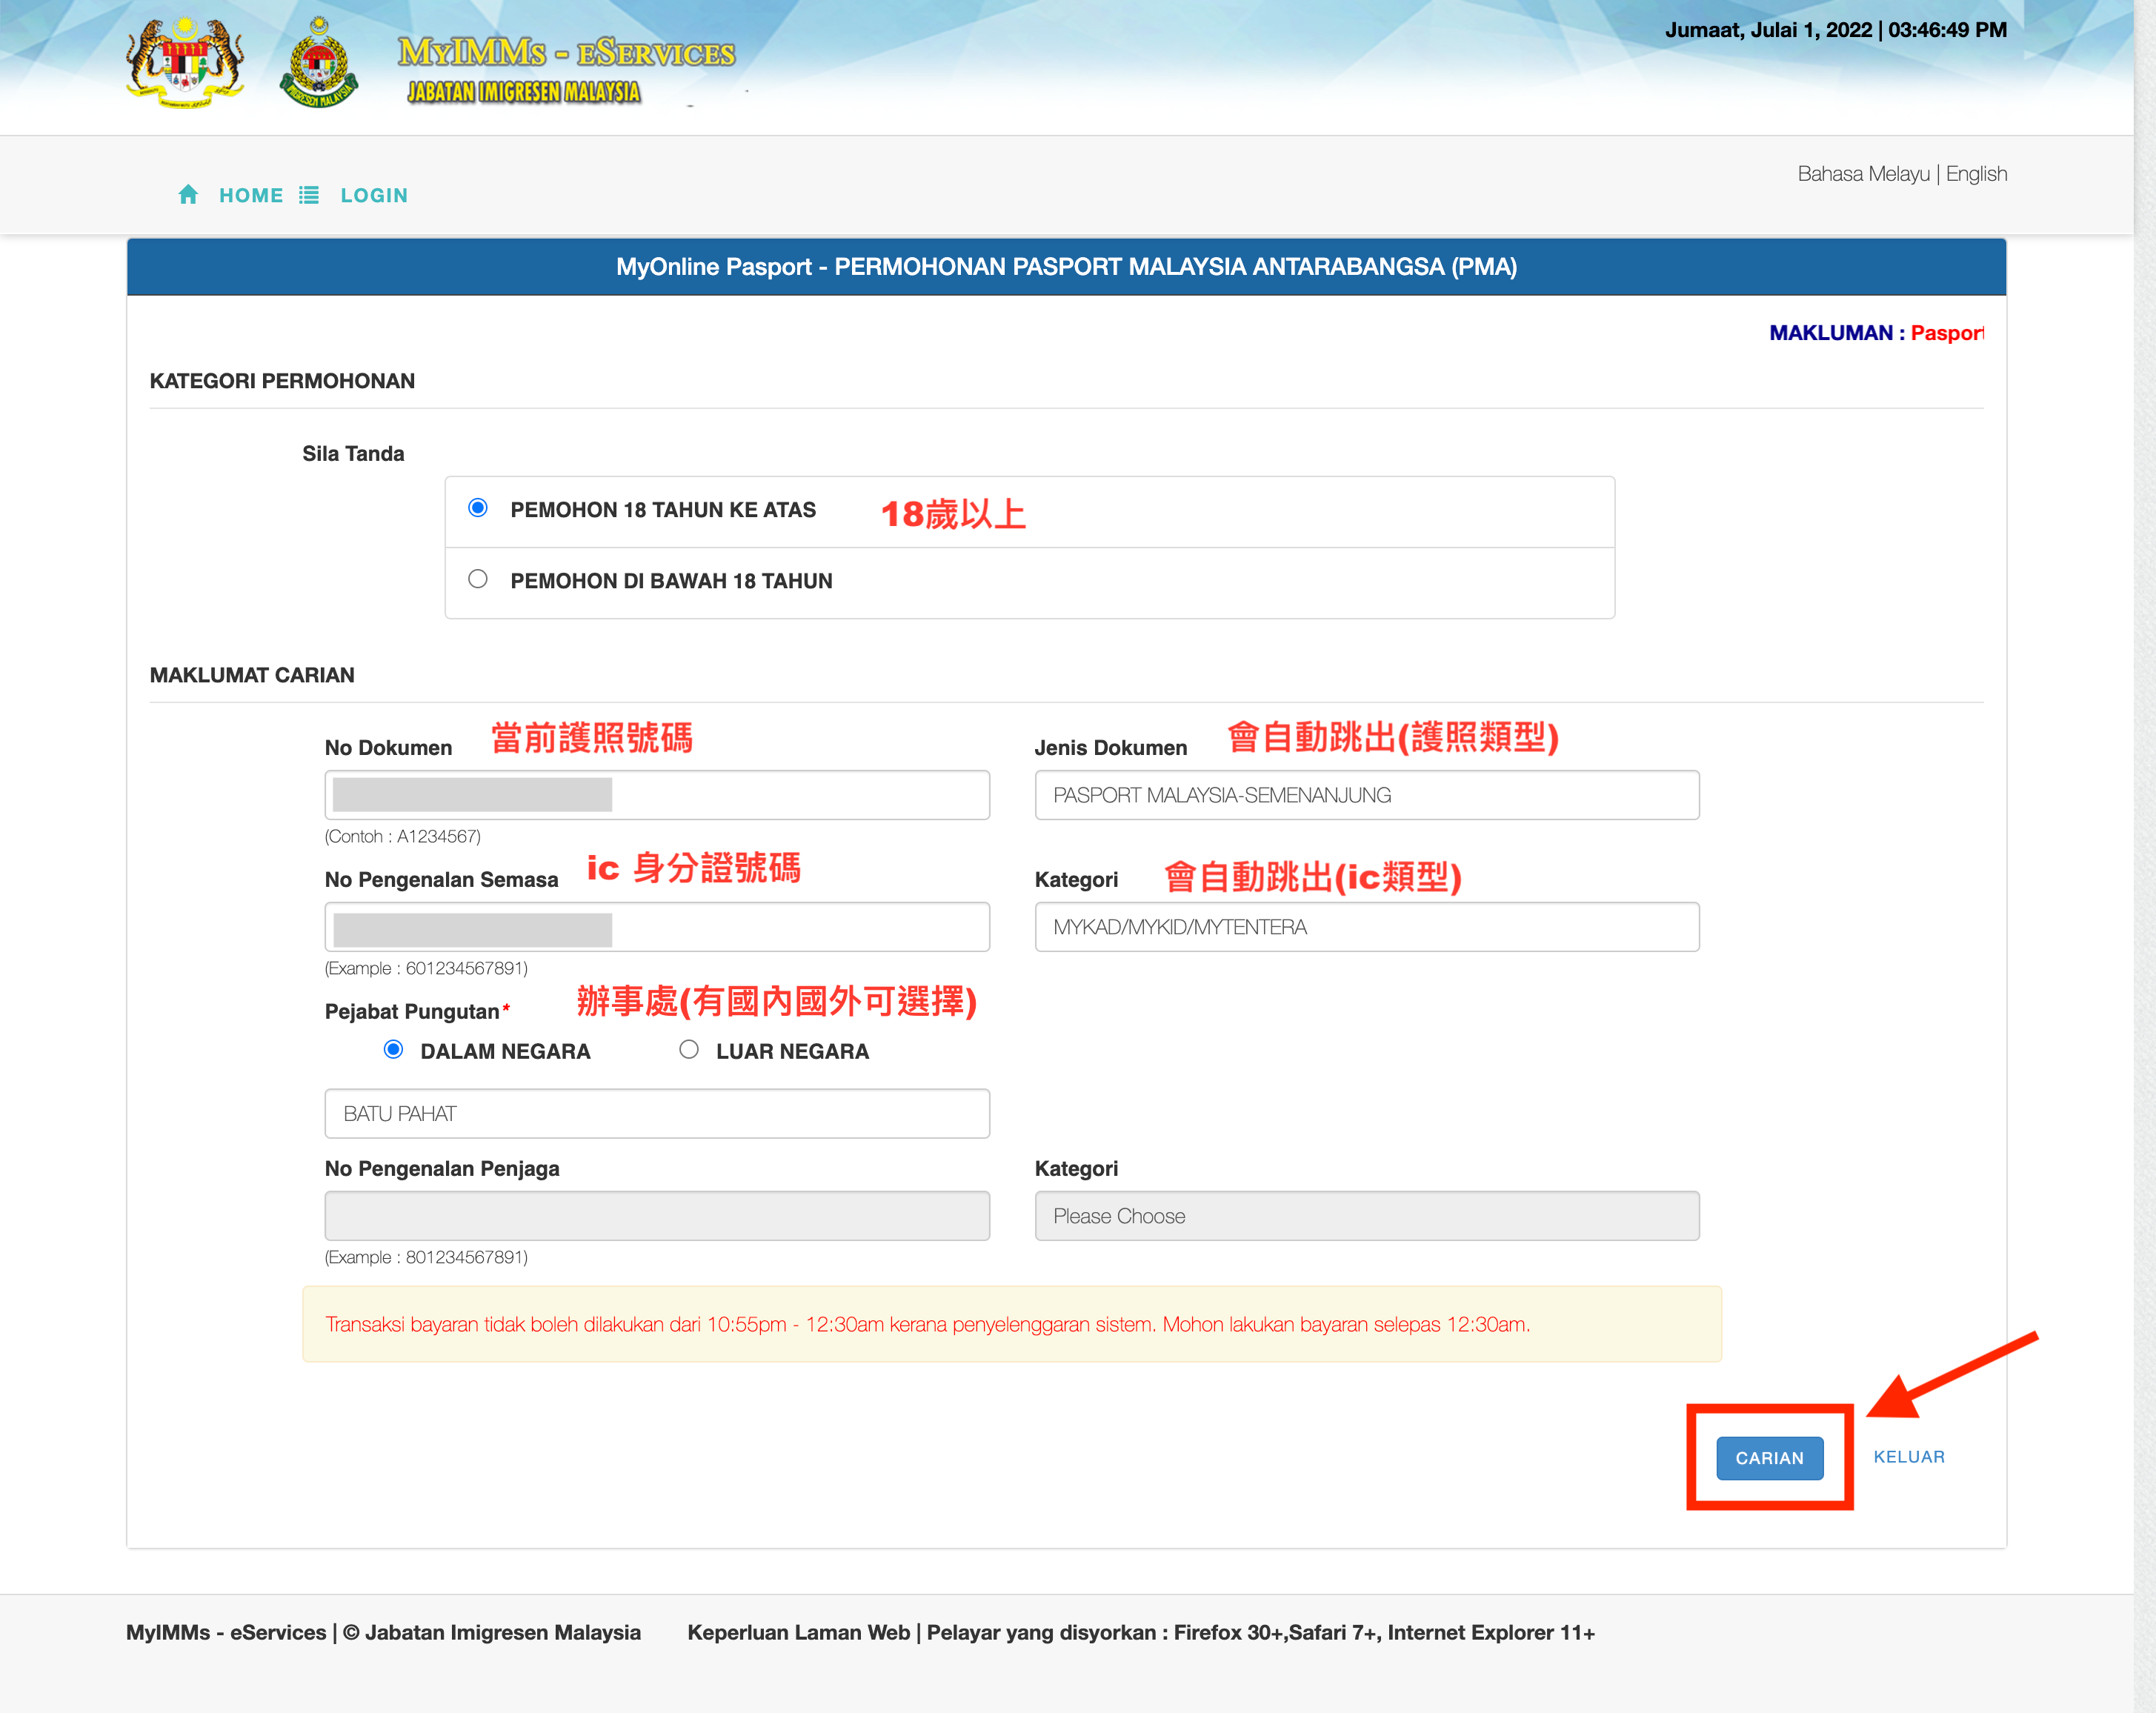 MyIMMs - eServices
JABATAN IMIGRESEN MALAYSIA
Jumaat, Julai 1, 2022 | 03:46:49 PM
HOME LOGIN
Bahasa Melayu | English
MyOnline Pasport - PERMOHONAN PASPORT MALAYSIA ANTARABANGSA (PMA)
MAKLUMAN : Pasport
KATEGORI PERMOHONAN
Sila Tanda
PEMOHON 18 TAHUN KE ATAS 18歲以上
PEMOHON DI BAWAH 18 TAHUN
MAKLUMAT CARIAN
No Dokumen 當前護照號碼
Jenis Dokumen 會自動跳出(護照類型)
PASPORT MALAYSIA-SEMENANJUNG
(Contoh : A1234567)
No Pengenalan Semasa ic 身分證號碼
Kategori 會自動跳出(ic類型)
MYKAD/MYKID/MYTENTERA
(Example : 601234567891)
Pejabat Pungutan* 辦事處(有國內國外可選擇)
DALAM NEGARA LUAR NEGARA
BATU PAHAT
No Pengenalan Penjaga
Kategori
Please Choose
(Example : 801234567891)
Transaksi bayaran tidak boleh dilakukan dari 10:55pm - 12:30am kerana penyelenggaran sistem. Mohon lakukan bayaran selepas 12:30am.
CARIAN KELUAR
MyIMMs - eServices | © Jabatan Imigresen Malaysia
Keperluan Laman Web | Pelayar yang disyorkan : Firefox 30+,Safari 7+, Internet Explorer 11+